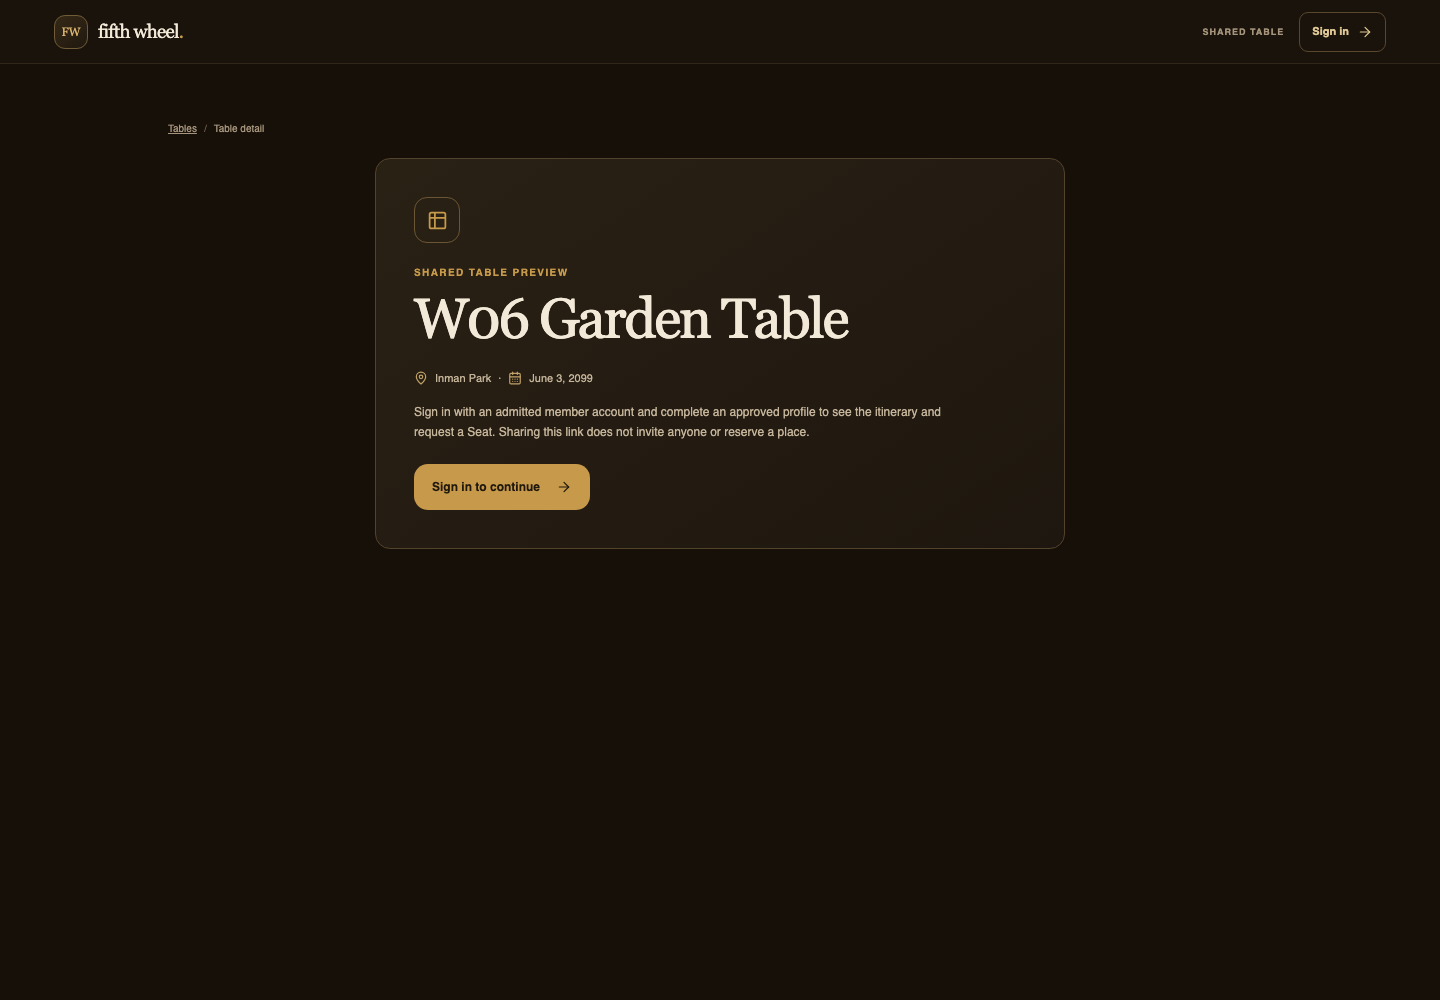 FW fifth wheel.
SHARED TABLE
Sign in
Tables / Table detail
SHARED TABLE PREVIEW
W06 Garden Table
Inman Park · June 3, 2099
Sign in with an admitted member account and complete an approved profile to see the itinerary and
request a Seat. Sharing this link does not invite anyone or reserve a place.
Sign in to continue